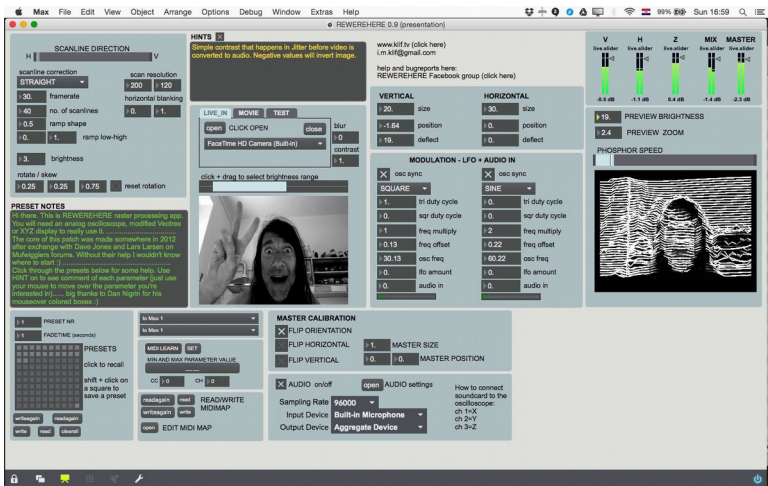 Max File Edit View Object Arrange Options Debug Window Extras Help 99% Sun 16:59
REWEREHERE 0.9 (presentation)
SCANLINE DIRECTION
H V
scanline correction
STRAIGHT
scan resolution
200 120
30. framerate
horizontal blanking
40 no. of scanlines
0. 1.
0.5 ramp shape
0. 1. ramp low-high
3. brightness
rotate / skew
0.25 0.25 0.75 reset rotation
PRESET NOTES
Hi there. This is REWEREHERE raster processing app.
You will need an analog oscilloscope, modified Vectrex
or XYZ display to really use it.
The core of this patch was made somewhere in 2012
after exchange with Dave Jones and Lars Larsen on
Mufwigglers forums. Without their help I wouldn't know
where to start :)
Click through the presets below for some help. Use
HINT on to see comment of each parameter (just use
your mouse to move over the parameter you're
interested in)...... big thanks to Dan Nigrin for his
mouseover colored boxes :)
HINTS
Simple contrast that happens in Jitter before video is
converted to audio. Negative values will invert image.
LIVE_IN MOVIE TEST
open CLICK OPEN close
FaceTime HD Camera (Built-in)
blur
0
contrast
1.
click + drag to select brightness range
www.klif.tv (click here)
i.m.klif@gmail.com
help and bugreports here:
REWEREHERE Facebook group (click here)
VERTICAL
20. size
-1.64 position
19. deflect
HORIZONTAL
30. size
0. position
0. deflect
MODULATION - LFO + AUDIO IN
osc sync
SQUARE
1. tri duty cycle
0. sqr duty cycle
1 freq multiply
0.13 freq offset
30.13 osc freq
0. lfo amount
0. audio in
osc sync
SINE
0. tri duty cycle
0. sqr duty cycle
2 freq multiply
0.22 freq offset
60.22 osc freq
0. lfo amount
0. audio in
V H Z MIX MASTER
live.slider live.slider live.slider live.slider live.slider
-0.5 dB -1.1 dB 0.4 dB -1.4 dB -2.3 dB
19. PREVIEW BRIGHTNESS
2.4 PREVIEW ZOOM
PHOSPHOR SPEED
1 PRESET NR.
1 FADETIME (seconds)
PRESETS
click to recall
shift + click on
a square to
save a preset
writeagain readagain
write read clearall
to Max 1
to Max 1
MIDI LEARN SET
MIN AND MAX PARAMETER VALUE
CC 0 CH 0
readagain read READ/WRITE
writeagain write MIDIMAP
open EDIT MIDI MAP
MASTER CALIBRATION
FLIP ORIENTATION
FLIP HORIZONTAL 1. MASTER SIZE
FLIP VERTICAL 0. 0. MASTER POSITION
AUDIO on/off open AUDIO settings
Sampling Rate 96000
Input Device Built-in Microphone
Output Device Aggregate Device
How to connect
soundcard to the
oscilloscope:
ch 1=X
ch 2=Y
ch 3=Z